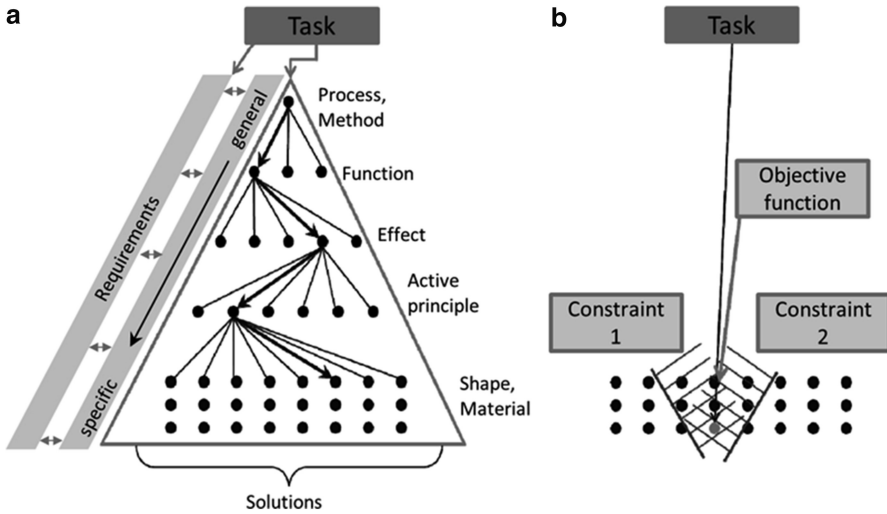 a
Task
Process,
Method
general
Function
Requirements
Effect
Active
principle
specific
Shape,
Material
Solutions
b
Task
Objective
function
Constraint
1
Constraint
2